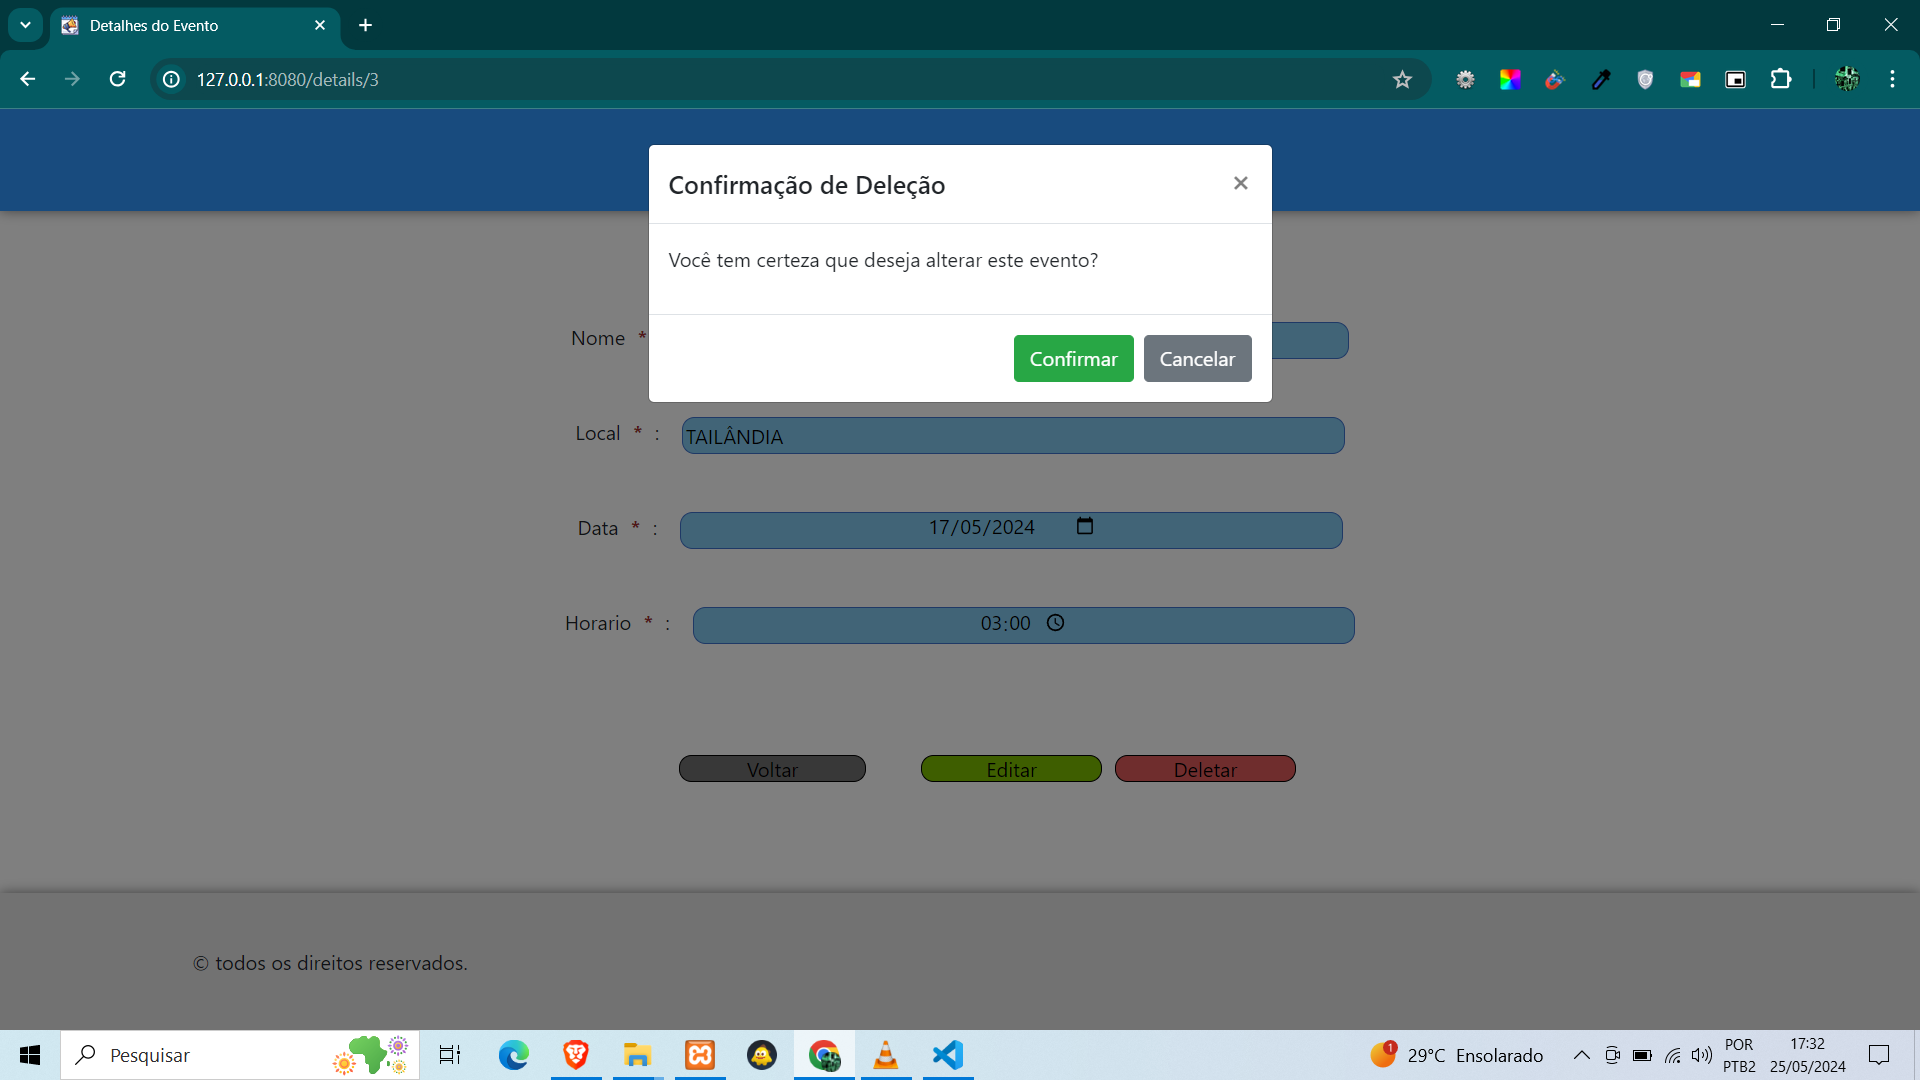 Detalhes do Evento
127.0.0.1:8080/details/3
Confirmação de Deleção
×
Você tem certeza que deseja alterar este evento?
Confirmar Cancelar
Nome *
Local * : TAILÂNDIA
Data * : 17/05/2024
Horario * : 03:00
Voltar Editar Deletar
© todos os direitos reservados.
Pesquisar
1 29°C Ensolarado
POR 17:32
PTB2 25/05/2024